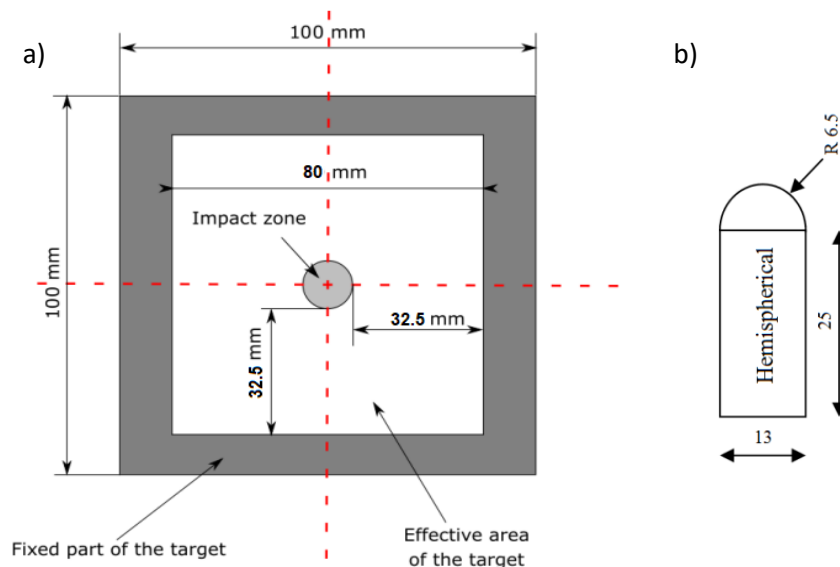 a)
100 mm
b)
R 6.5
80 mm
Impact zone
100 mm
32.5 mm
32.5 mm
Hemispherical
25
13
Fixed part of the target
Effective area
of the target